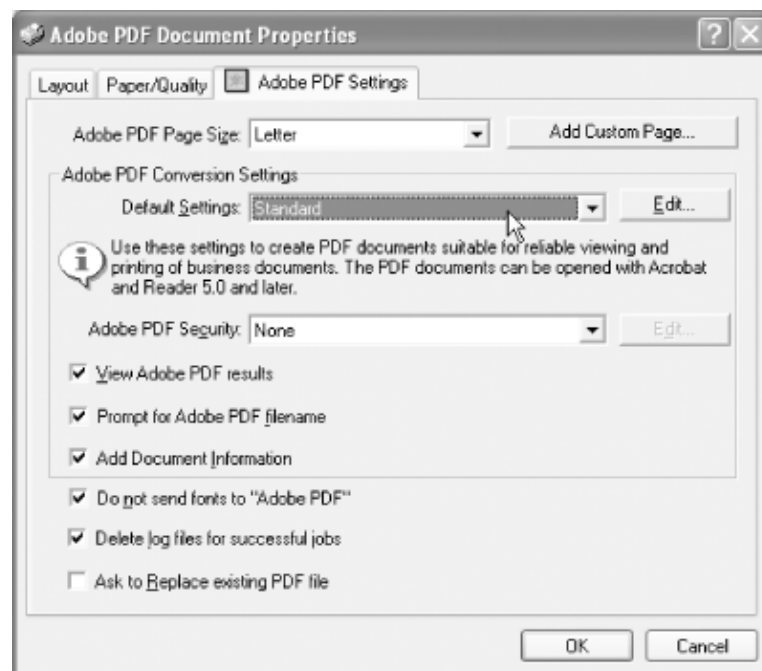 Adobe PDF Document Properties
Layout Paper/Quality Adobe PDF Settings
Adobe PDF Page Size: Letter Add Custom Page...
Adobe PDF Conversion Settings
Default Settings: Standard Edit...
Use these settings to create PDF documents suitable for reliable viewing and
printing of business documents. The PDF documents can be opened with Acrobat
and Reader 5.0 and later.
Adobe PDF Security: None Edit...
View Adobe PDF results
Prompt for Adobe PDF filename
Add Document Information
Do not send fonts to "Adobe PDF"
Delete log files for successful jobs
Ask to Replace existing PDF file
OK Cancel